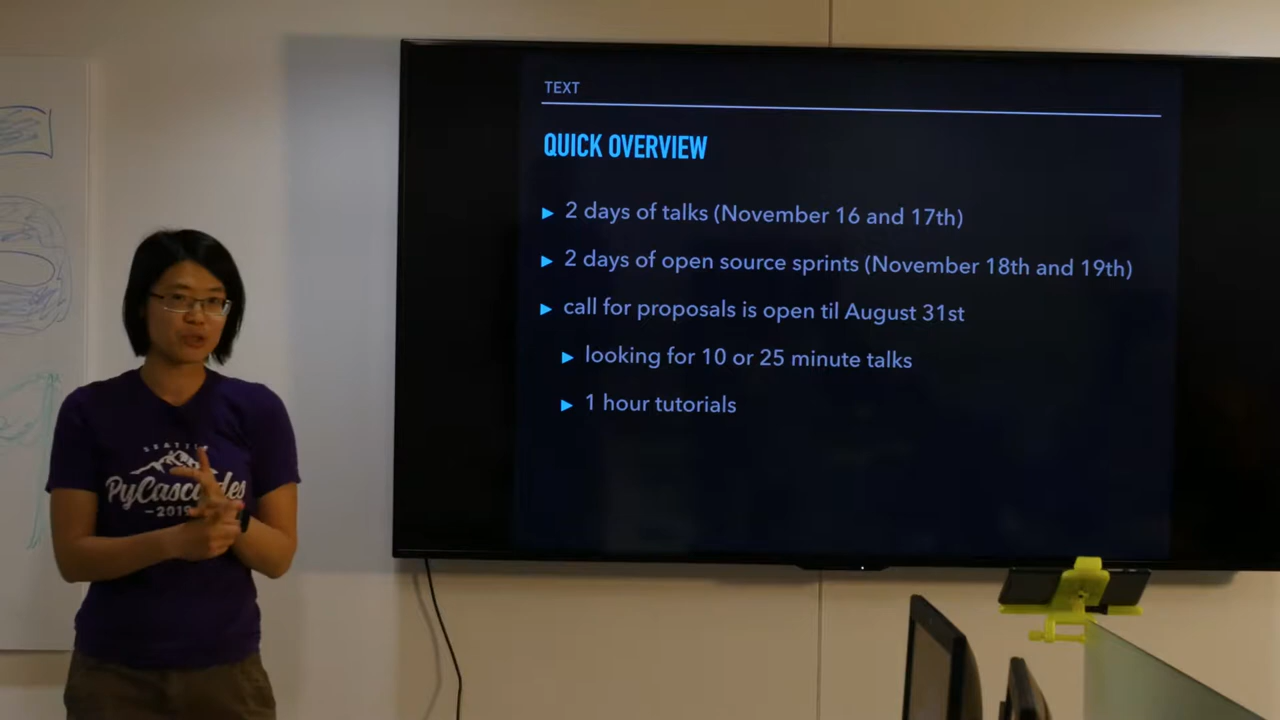 TEXT
QUICK OVERVIEW
2 days of talks (November 16 and 17th)
2 days of open source sprints (November 18th and 19th)
call for proposals is open til August 31st
looking for 10 or 25 minute talks
1 hour tutorials
SEATTLE
PyCascades
2019